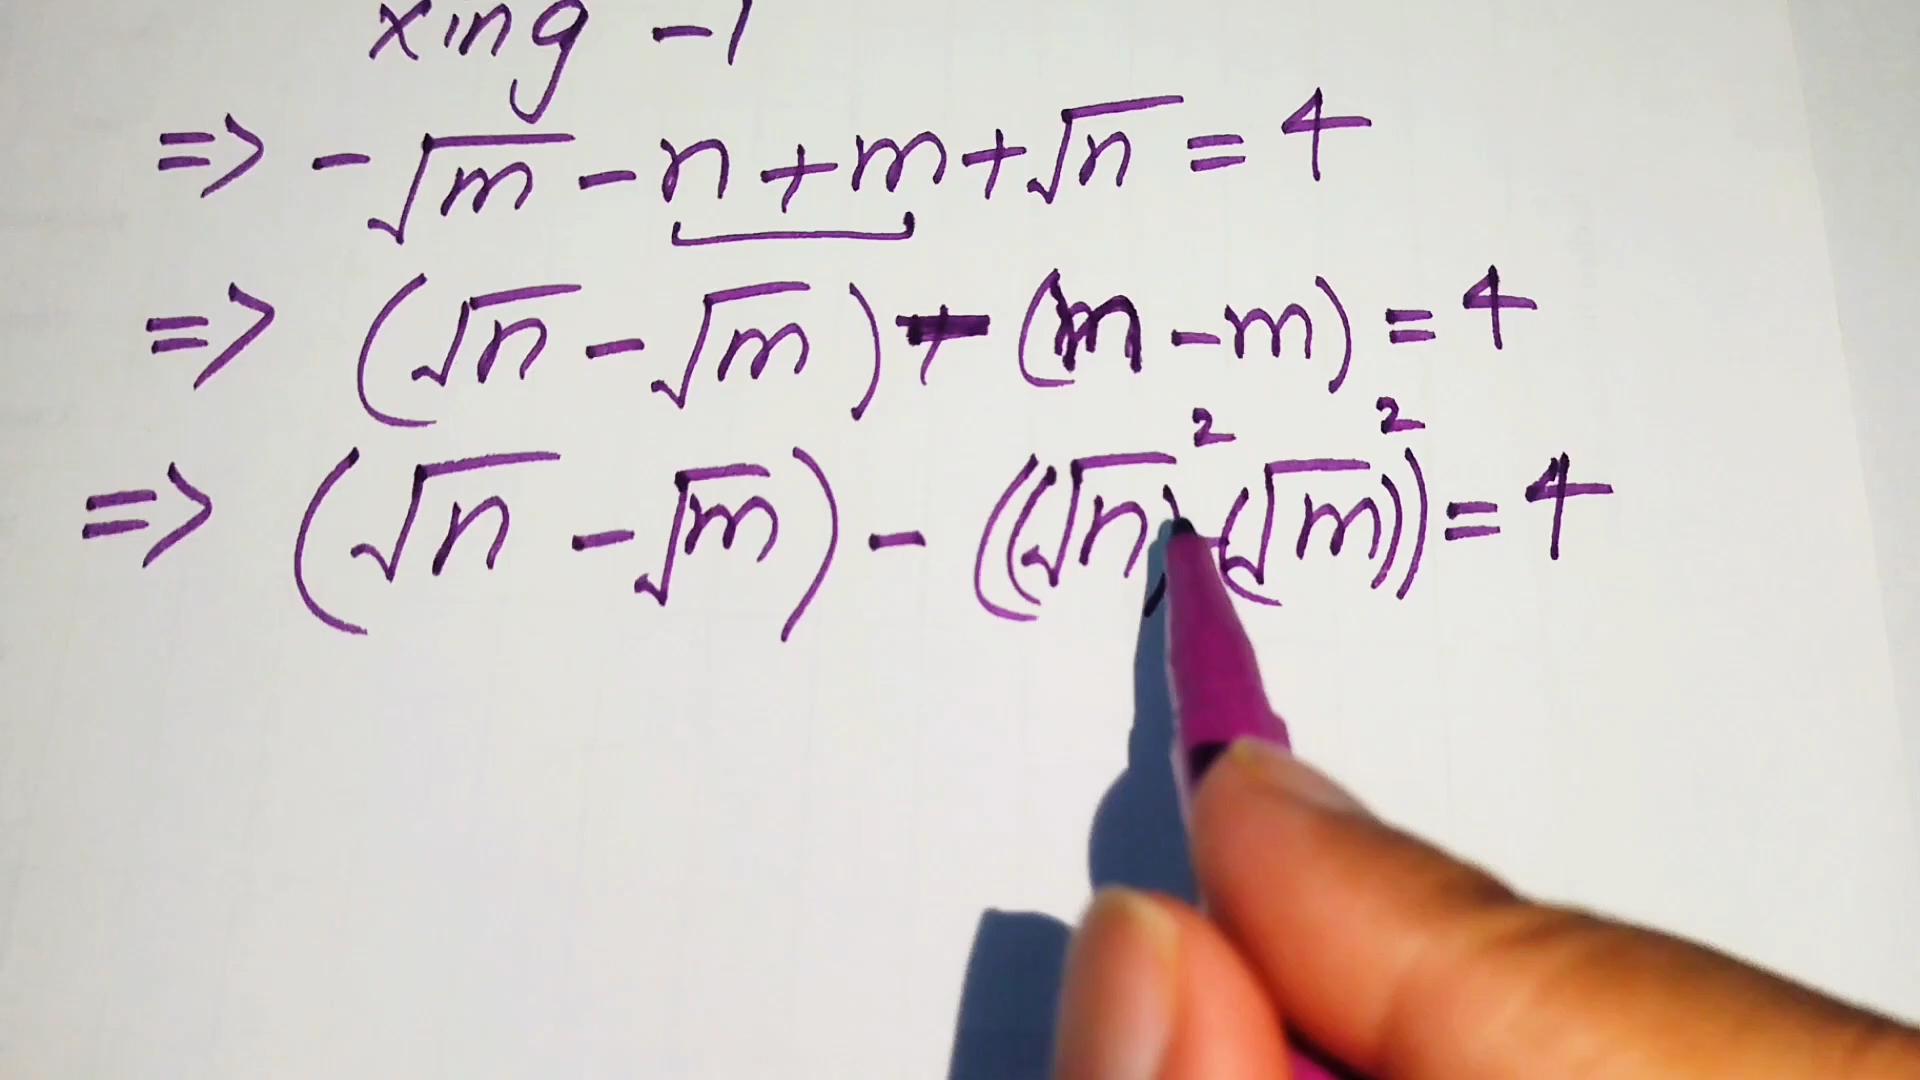 xing -1
=> -√m - n + m + √n = 4
=> (√n - √m) - (n - m) = 4
=> (√n - √m) - ((√n)² - (√m)²) = 4